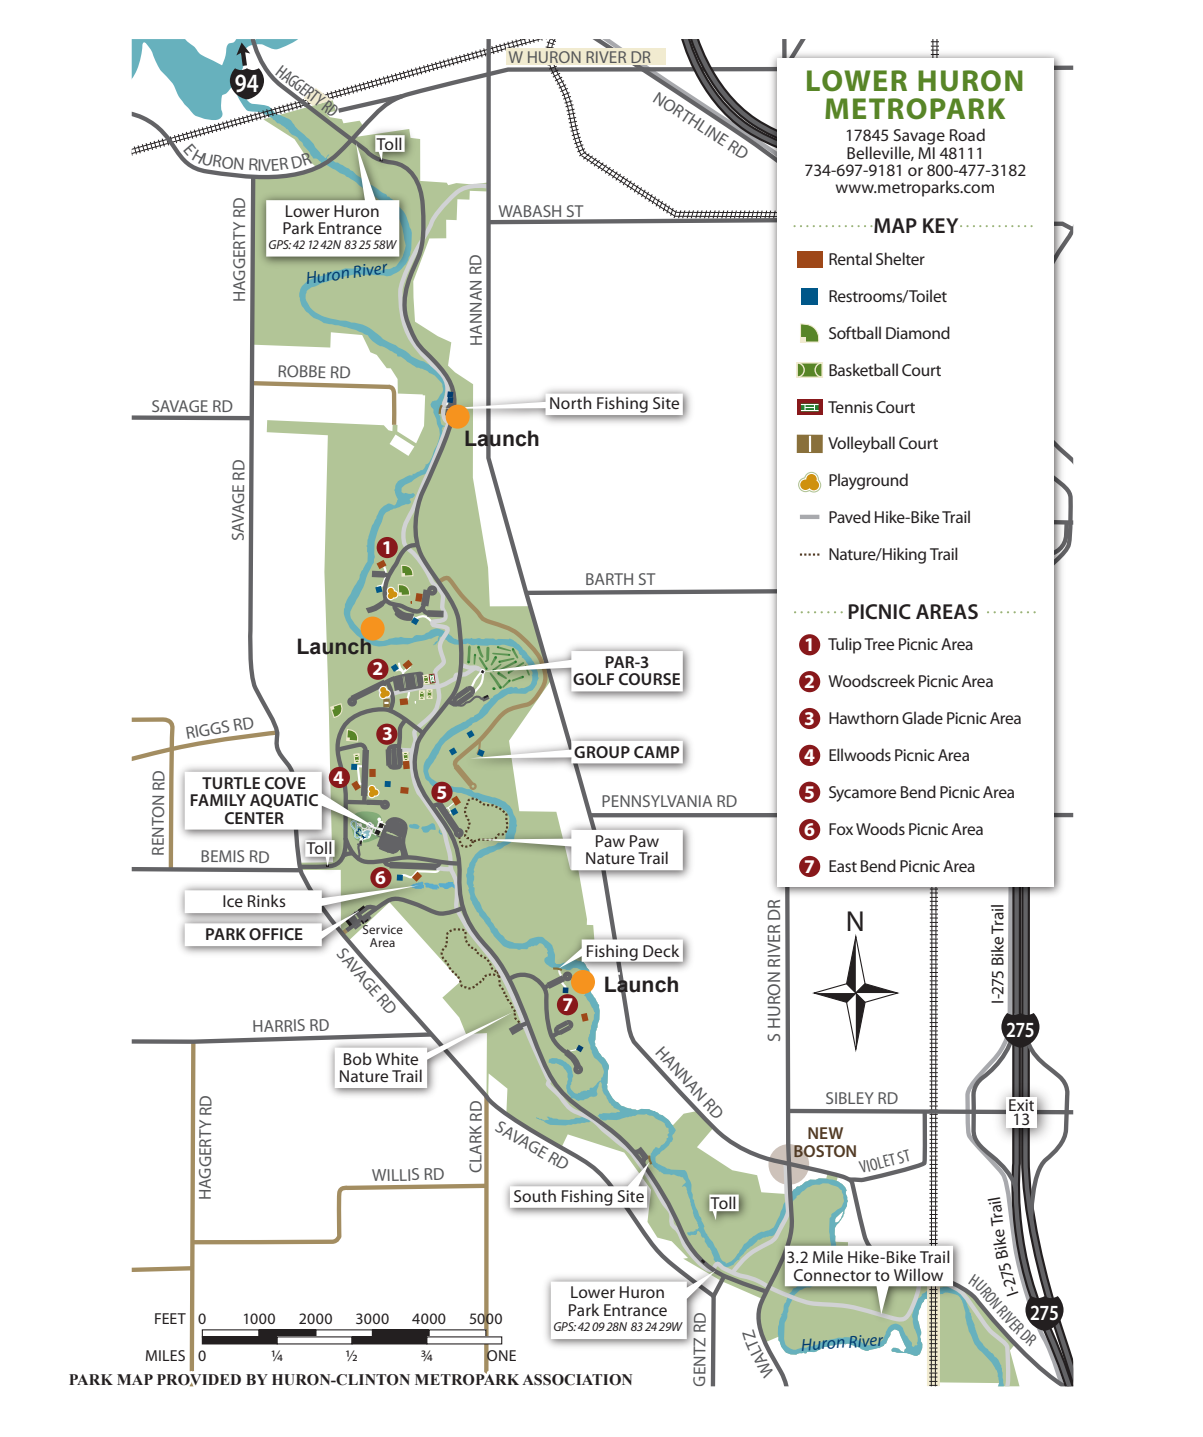 94
HAGGERTY RD
W HURON RIVER DR
NORTHLINE RD
E HURON RIVER DR
Toll
HAGGERTY RD
Lower Huron
Park Entrance
GPS: 42 12 42N 83 25 58W
WABASH ST
Huron River
HANNAN RD
ROBBE RD
SAVAGE RD
North Fishing Site
Launch
SAVAGE RD
1
BARTH ST
Launch
2
PAR-3
GOLF COURSE
RIGGS RD
3
GROUP CAMP
RENTON RD
TURTLE COVE
FAMILY AQUATIC
CENTER
4
5
PENNSYLVANIA RD
Paw Paw
Nature Trail
BEMIS RD
Toll
6
Ice Rinks
PARK OFFICE
Service
Area
Fishing Deck
SAVAGE RD
Launch
7
HARRIS RD
Bob White
Nature Trail
HANNAN RD
HAGGERTY RD
CLARK RD
SAVAGE RD
WILLIS RD
South Fishing Site
Toll
NEW
BOSTON
VIOLET ST
SIBLEY RD
S HURON RIVER DR
N
I-275 Bike Trail
275
Exit
13
I-275 Bike Trail
3.2 Mile Hike-Bike Trail
Connector to Willow
HURON RIVER DR
275
Lower Huron
Park Entrance
GPS: 42 09 28N 83 24 29W
GENTZ RD
WALTZ
Huron River
FEET 0 1000 2000 3000 4000 5000
MILES 0 ¼ ½ ¾ ONE
PARK MAP PROVIDED BY HURON-CLINTON METROPARK ASSOCIATION
LOWER HURON
METROPARK
17845 Savage Road
Belleville, MI 48111
734-697-9181 or 800-477-3182
www.metroparks.com
MAP KEY
Rental Shelter
Restrooms/Toilet
Softball Diamond
Basketball Court
Tennis Court
Volleyball Court
Playground
Paved Hike-Bike Trail
Nature/Hiking Trail
PICNIC AREAS
1 Tulip Tree Picnic Area
2 Woodscreek Picnic Area
3 Hawthorn Glade Picnic Area
4 Ellwoods Picnic Area
5 Sycamore Bend Picnic Area
6 Fox Woods Picnic Area
7 East Bend Picnic Area